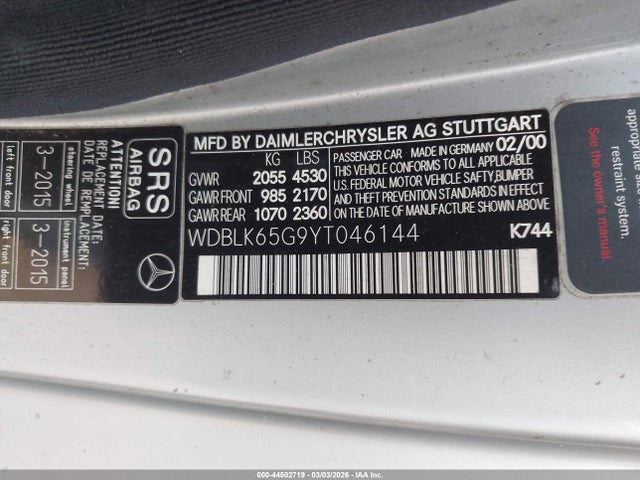 MFD BY DAIMLERCHRYSLER AG STUTTGART
KG LBS
GVWR 2055 4530
GAWR FRONT 985 2170
GAWR REAR 1070 2360
PASSENGER CAR MADE IN GERMANY 02/00
THIS VEHICLE CONFORMS TO ALL APPLICABLE
U.S. FEDERAL MOTOR VEHICLE SAFTY,BUMPER
AND THEFT PREVENTION STANDARDS IN EFFECT
ON THE DATE OF MANUFACTURE SHOWN ABOVE
WDBLK65G9YT046144
K744
SRS
AIRBAG
ATTENTION!
REPLACEMENT DATE
DATE DE REMPLACEMENT:
steering wheel
3-2015
left front door
instrument panel
3-2015
right front door
appropriate
restraint
See the owner's manual
000-44502719 | 03/03/2026 - IAAI.COM